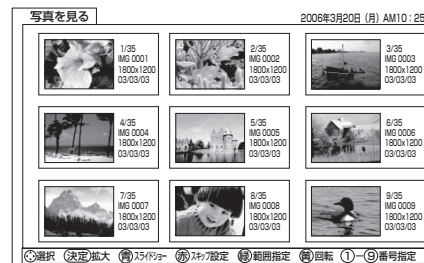 写真を見る
2006年3月20日 (月) AM10:25
1/35
IMG 0001
1800x1200
03/03/03
2/35
IMG 0002
1800x1200
03/03/03
3/35
IMG 0003
1800x1200
03/03/03
4/35
IMG 0004
1800x1200
03/03/03
5/35
IMG 0005
1800x1200
03/03/03
6/35
IMG 0006
1800x1200
03/03/03
7/35
IMG 0007
1800x1200
03/03/03
8/35
IMG 0008
1800x1200
03/03/03
9/35
IMG 0009
1800x1200
03/03/03
選択 決定拡大 青スライドショー 赤スキップ設定 緑範囲指定 黄回転 ①−⑨番号指定